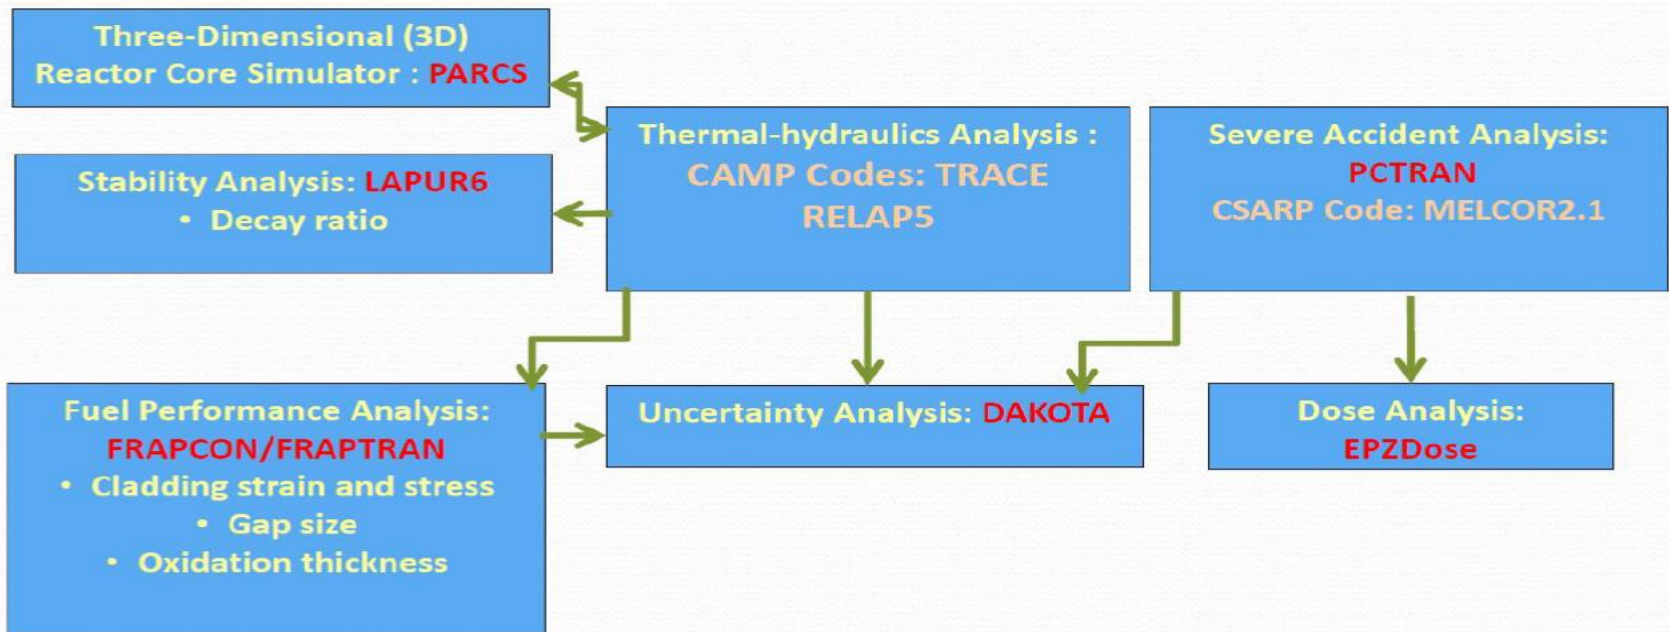 Three-Dimensional (3D)
Reactor Core Simulator : PARCS
Stability Analysis: LAPUR6
• Decay ratio
Thermal-hydraulics Analysis :
CAMP Codes: TRACE
RELAP5
Severe Accident Analysis:
PCTRAN
CSARP Code: MELCOR2.1
Fuel Performance Analysis:
FRAPCON/FRAPTRAN
• Cladding strain and stress
• Gap size
• Oxidation thickness
Uncertainty Analysis: DAKOTA
Dose Analysis:
EPZDose